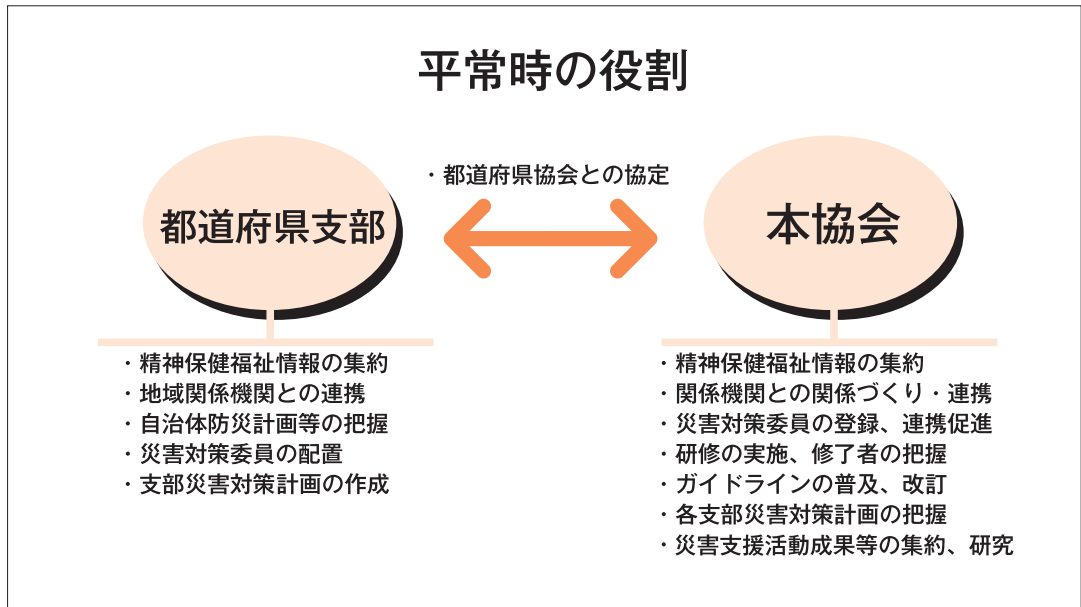 平常時の役割
・都道府県協会との協定
都道府県支部
本協会
・精神保健福祉情報の集約
・地域関係機関との連携
・自治体防災計画等の把握
・災害対策委員の配置
・支部災害対策計画の作成
・精神保健福祉情報の集約
・関係機関との関係づくり・連携
・災害対策委員の登録、連携促進
・研修の実施、修了者の把握
・ガイドラインの普及、改訂
・各支部災害対策計画の把握
・災害支援活動成果等の集約、研究